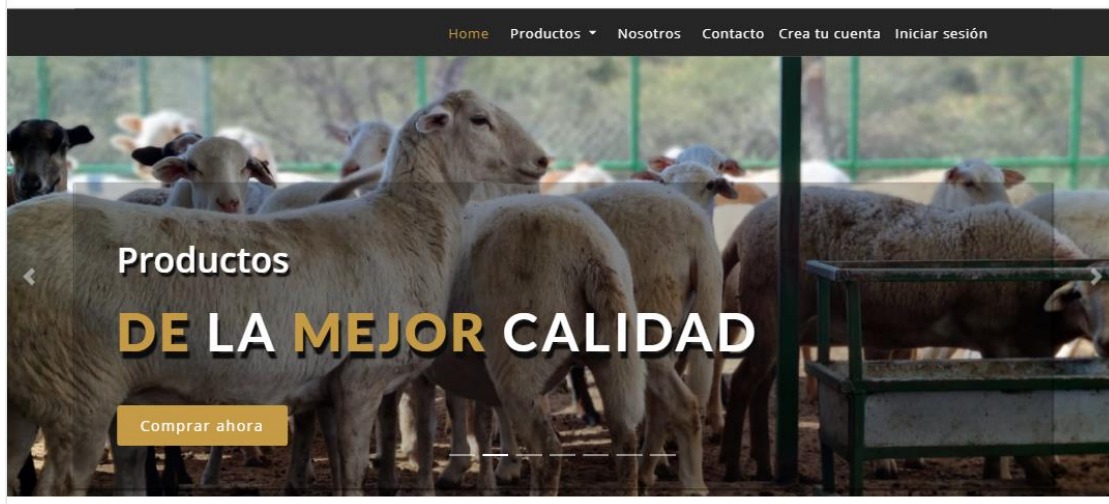 Home Productos Nosotros Contacto Crea tu cuenta Iniciar sesión
Productos
DE LA MEJOR CALIDAD
Comprar ahora